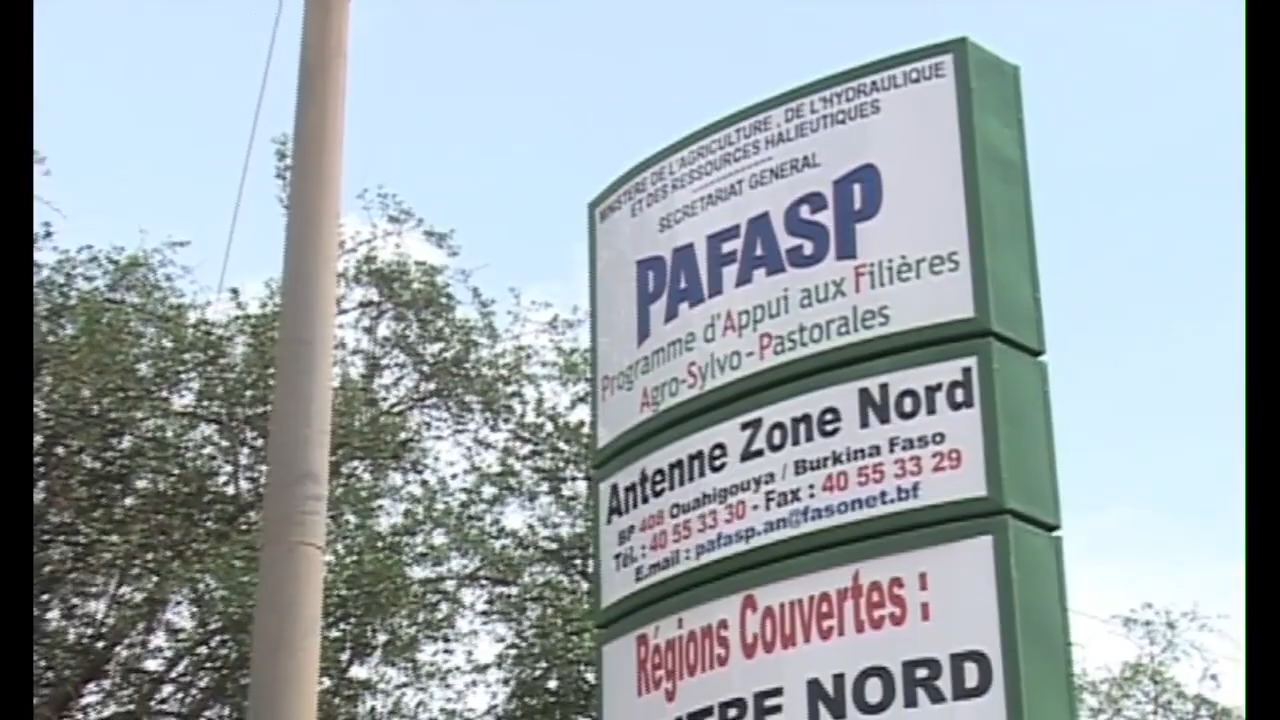 MINISTERE DE L'AGRICULTURE, DE L'HYDRAULIQUE
ET DES RESSOURCES HALIEUTIQUES
------------
SECRETARIAT GENERAL
PAFASP
Programme d'Appui aux Filières
Agro-Sylvo-Pastorales
Antenne Zone Nord
BP 408 Ouahigouya / Burkina Faso
Tél.: 40 55 33 30 - Fax : 40 55 33 29
E.mail : pafasp.an@fasonet.bf
Régions Couvertes :
NORD